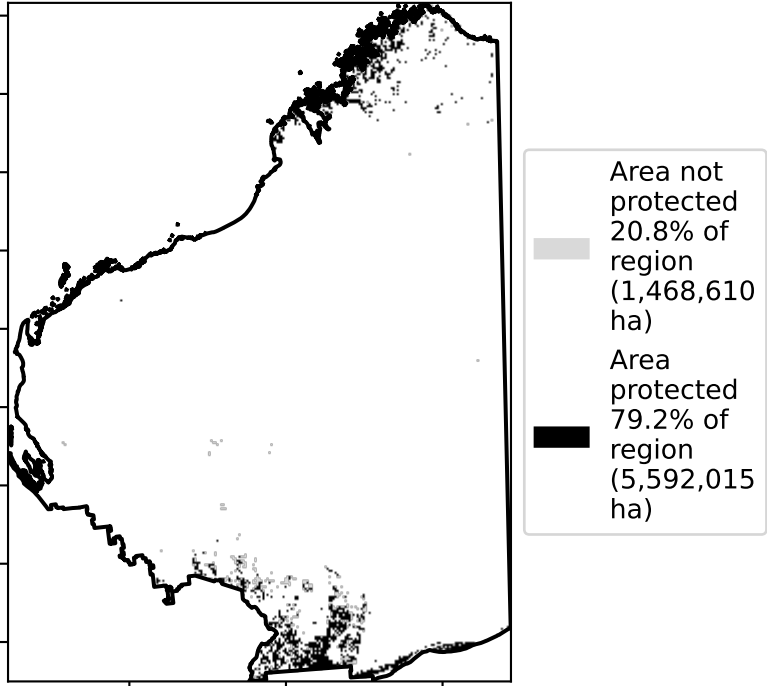 Area not
protected
20.8% of
region
(1,468,610
ha)
Area
protected
79.2% of
region
(5,592,015
ha)